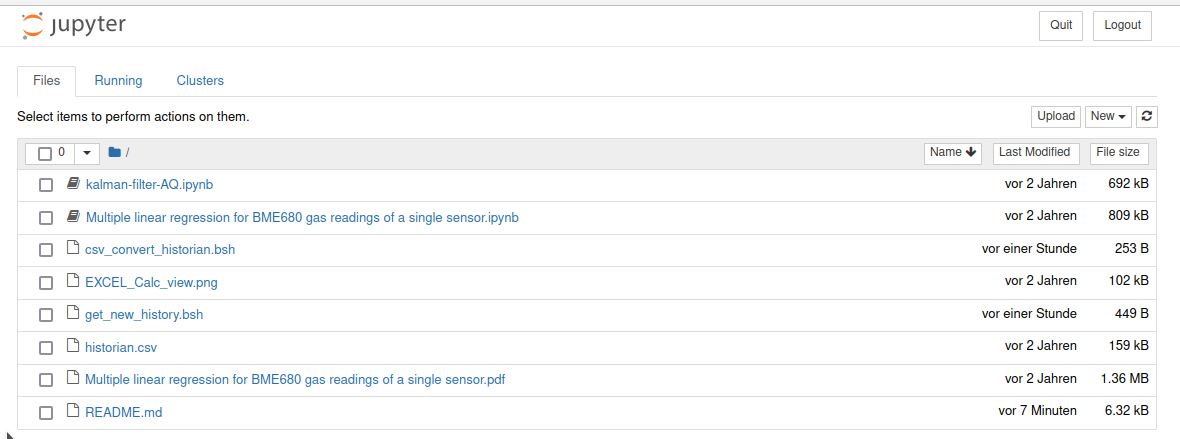 jupyter
Quit Logout
Files Running Clusters
Select items to perform actions on them.
Upload New
0 / Name Last Modified File size
kalman-filter-AQ.ipynb vor 2 Jahren 692 kB
Multiple linear regression for BME680 gas readings of a single sensor.ipynb vor 2 Jahren 809 kB
csv_convert_historian.bsh vor einer Stunde 253 B
EXCEL_Calc_view.png vor 2 Jahren 102 kB
get_new_history.bsh vor einer Stunde 449 B
historian.csv vor 2 Jahren 159 kB
Multiple linear regression for BME680 gas readings of a single sensor.pdf vor 2 Jahren 1.36 MB
README.md vor 7 Minuten 6.32 kB